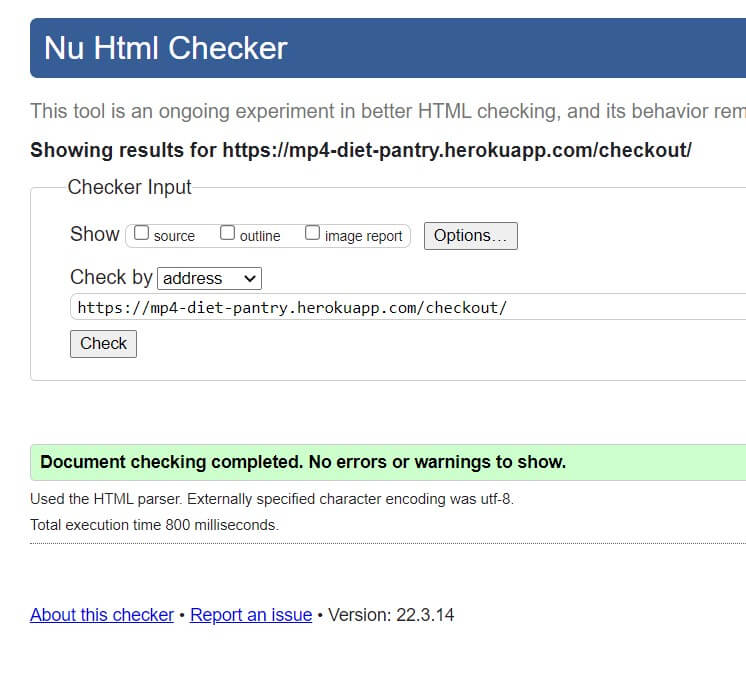 Nu Html Checker
This tool is an ongoing experiment in better HTML checking, and its behavior rem
Showing results for https://mp4-diet-pantry.herokuapp.com/checkout/
Checker Input
Show source outline image report Options...
Check by address
https://mp4-diet-pantry.herokuapp.com/checkout/
Check
Document checking completed. No errors or warnings to show.
Used the HTML parser. Externally specified character encoding was utf-8.
Total execution time 800 milliseconds.
About this checker • Report an issue • Version: 22.3.14